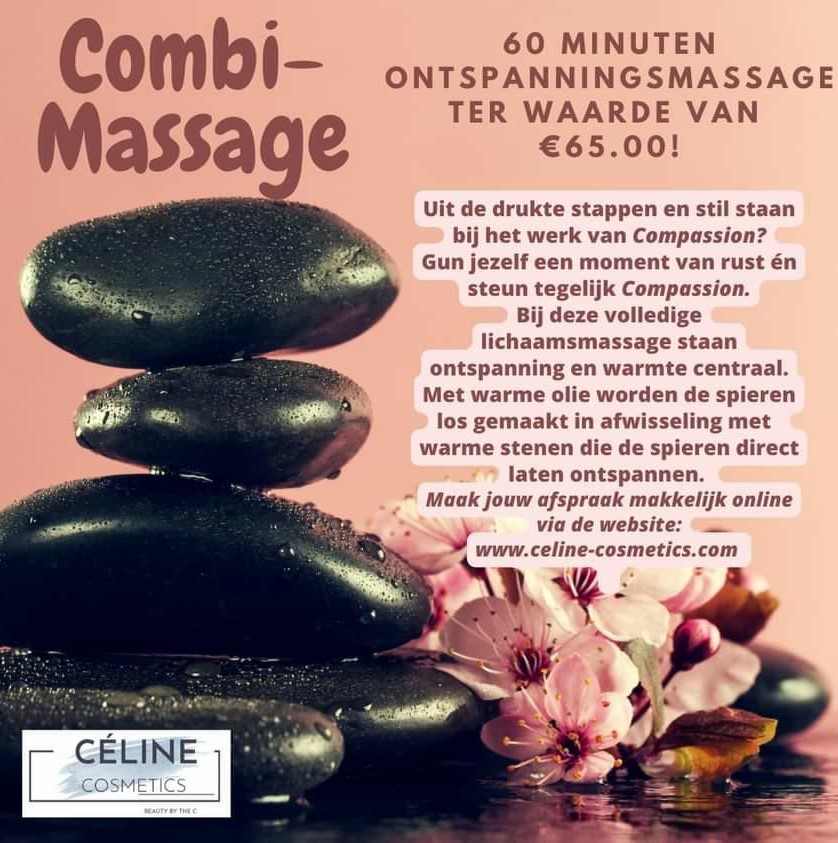 Combi-
Massage
60 MINUTEN
ONTSPANNINGSMASSAGE
TER WAARDE VAN
€65.00!
Uit de drukte stappen en stil staan
bij het werk van Compassion?
Gun jezelf een moment van rust én
steun tegelijk Compassion.
Bij deze volledige
lichaamsmassage staan
ontspanning en warmte centraal.
Met warme olie worden de spieren
los gemaakt in afwisseling met
warme stenen die de spieren direct
laten ontspannen.
Maak jouw afspraak makkelijk online
via de website:
www.celine-cosmetics.com
CÉLINE
COSMETICS
BEAUTY BY THE C